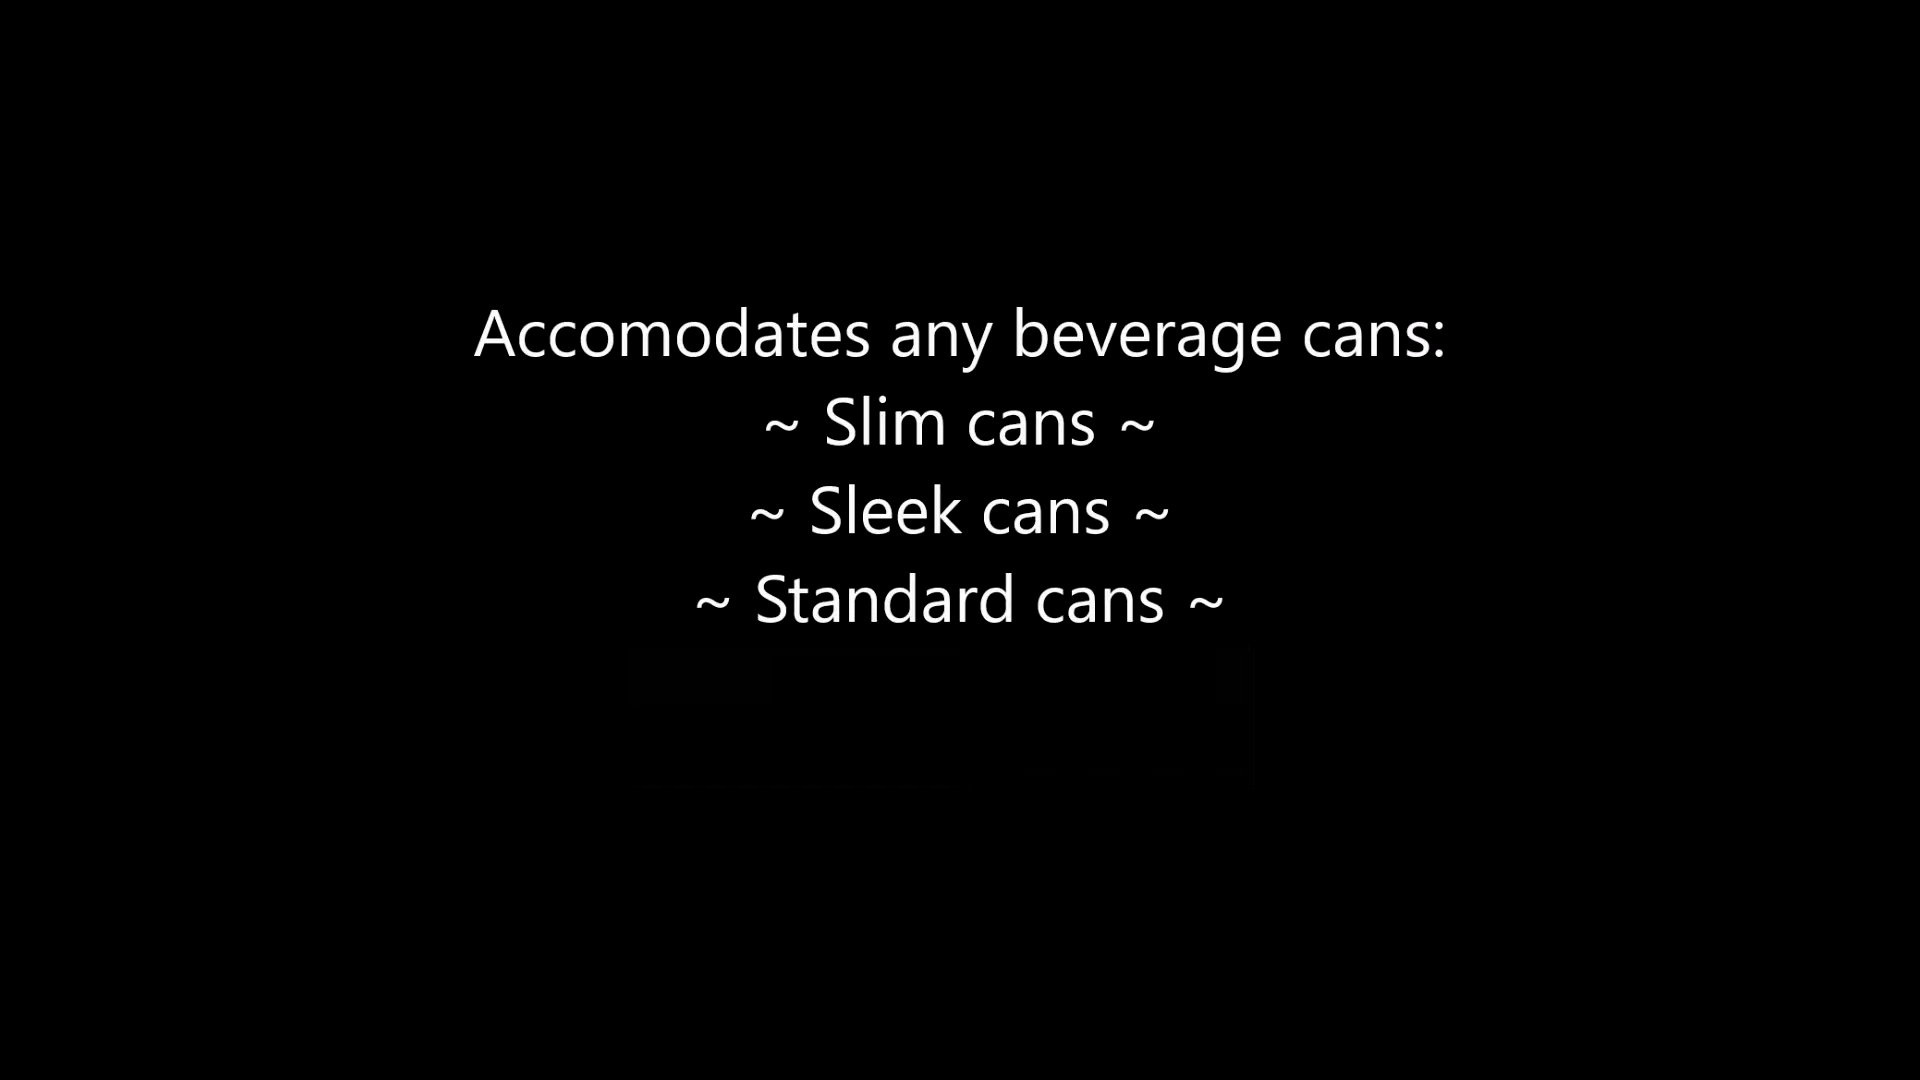 Accomodates any beverage cans:
~ Slim cans ~
~ Sleek cans ~
~ Standard cans ~